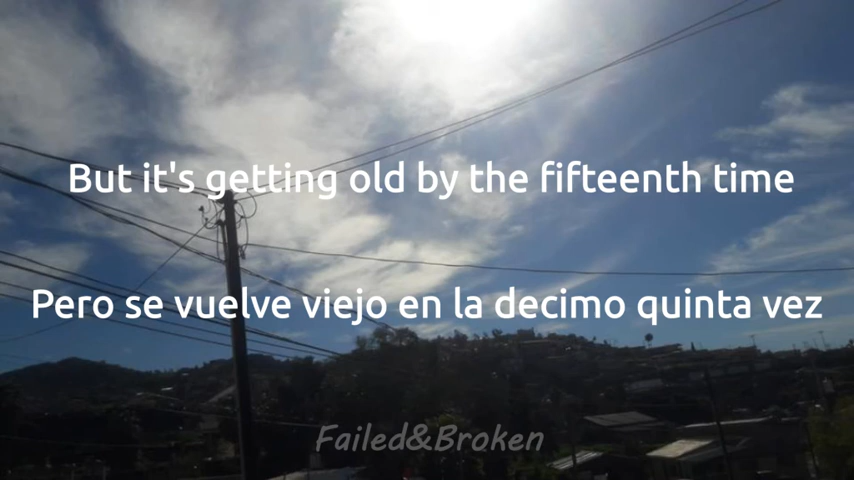 But it's getting old by the fifteenth time
Pero se vuelve viejo en la decimo quinta vez
Failed&Broken